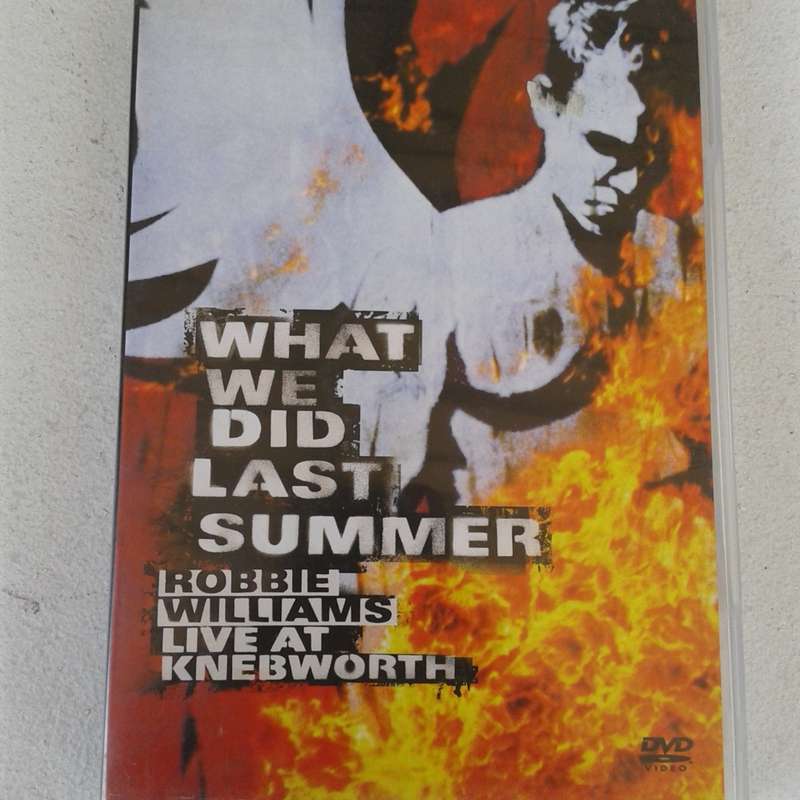 WHAT
WE
DID
LAST
SUMMER
ROBBIE
WILLIAMS
LIVE AT
KNEBWORTH
DVD
VIDEO